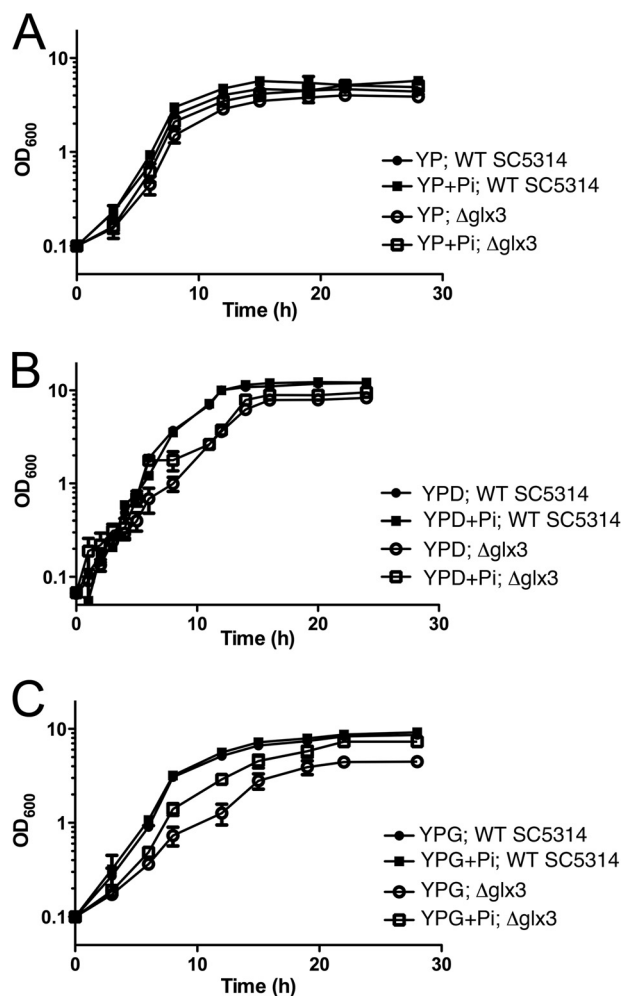 A
10
1
0.1
OD600
0
10
20
30
Time (h)
YP; WT SC5314
YP+Pi; WT SC5314
YP; Δglx3
YP+Pi; Δglx3
B
10
1
0.1
OD600
0
10
20
30
Time (h)
YPD; WT SC5314
YPD+Pi; WT SC5314
YPD; Δglx3
YPD+Pi; Δglx3
C
10
1
0.1
OD600
0
10
20
30
Time (h)
YPG; WT SC5314
YPG+Pi; WT SC5314
YPG; Δglx3
YPG+Pi; Δglx3